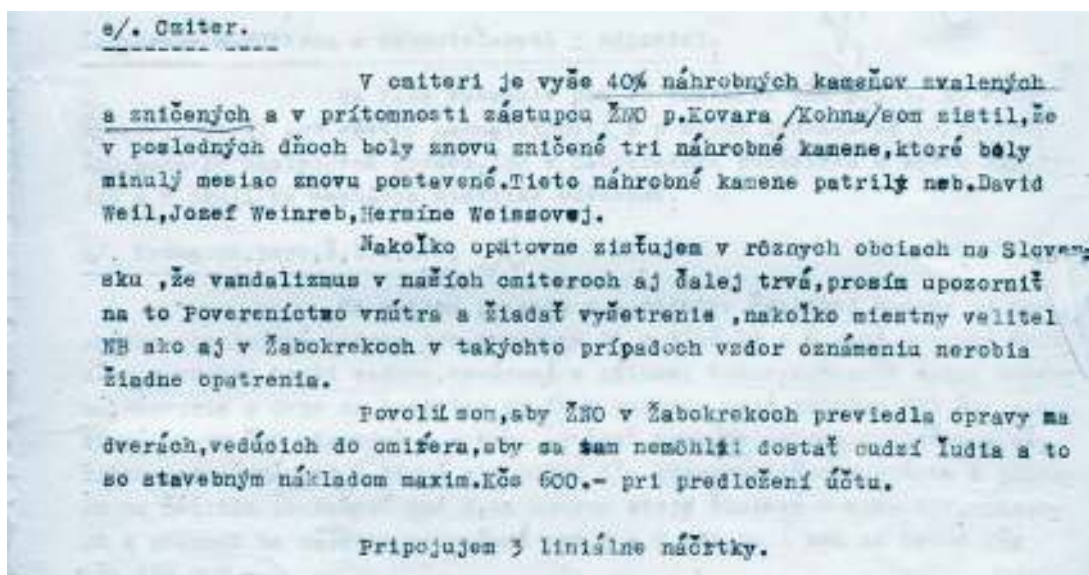 e/. Cmiter.
V cmiteri je vyše 40% náhrobných kameňov zvalených
a zničených a v prítomnosti zástupcu ŽNO p.Kovara /Kohna/som zistil,že
v posledných dňoch boly znovu zničené tri náhrobné kamene,ktoré boly
minulý mesiac znovu postavené.Tieto náhrobné kamene patrily neb.David
Weil,Jozef Weinreb,Hermíne Weissovej.
Nakoľko opätovne zisťujem v rôznych obciach na Sloven-
sku ,že vandalizmus v našich cmiteroch aj ďalej trvá,prosím upozorniť
na to Povereníctvo vnútra a žiadať vyšetrenie ,nakoľko miestny veliteľ
NB ako aj v Žabokrekoch v takýchto prípadoch vzdor oznámeniu nerobia
žiadne opatrenia.
Povolil som,aby ŽNO v Žabokrekoch previedla opravy na
dverách,vedúcich do cmitera,aby sa tam nemôhli dostať cudzí ľudia a to
so stavebným nákladom maxim.Kčs 600.- pri predložení účtu.
Pripojujem 3 liniálne náčrtky.